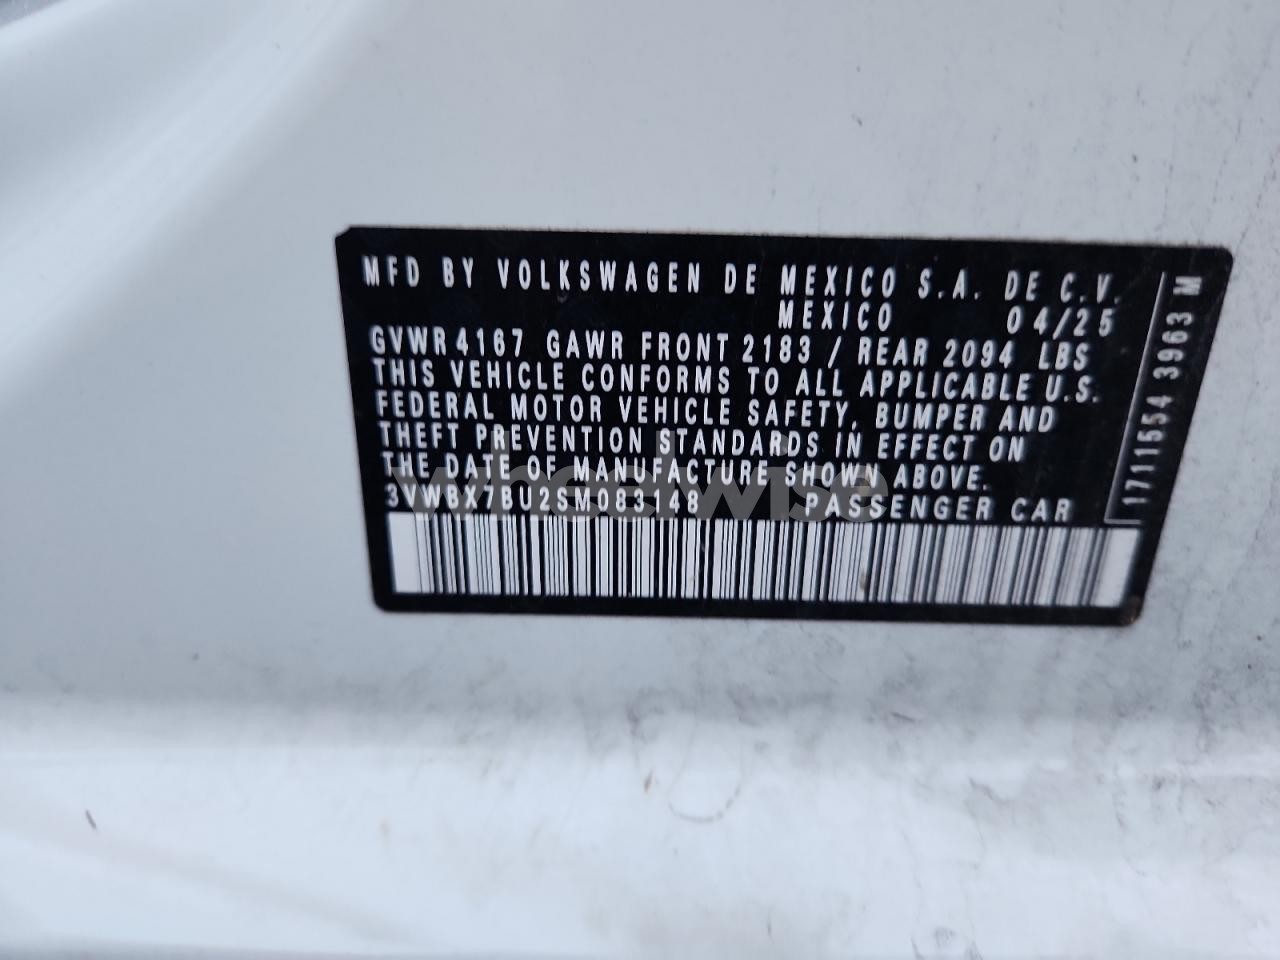 MFD BY VOLKSWAGEN DE MEXICO S.A. DE C.V.
MEXICO 04/25
GVWR 4167 GAWR FRONT 2183 / REAR 2094 LBS
THIS VEHICLE CONFORMS TO ALL APPLICABLE U.S.
FEDERAL MOTOR VEHICLE SAFETY, BUMPER AND
THEFT PREVENTION STANDARDS IN EFFECT ON
THE DATE OF MANUFACTURE SHOWN ABOVE.
3VWBX7BU2SM083148 PASSENGER CAR
1711554 3963 M
wheelwise